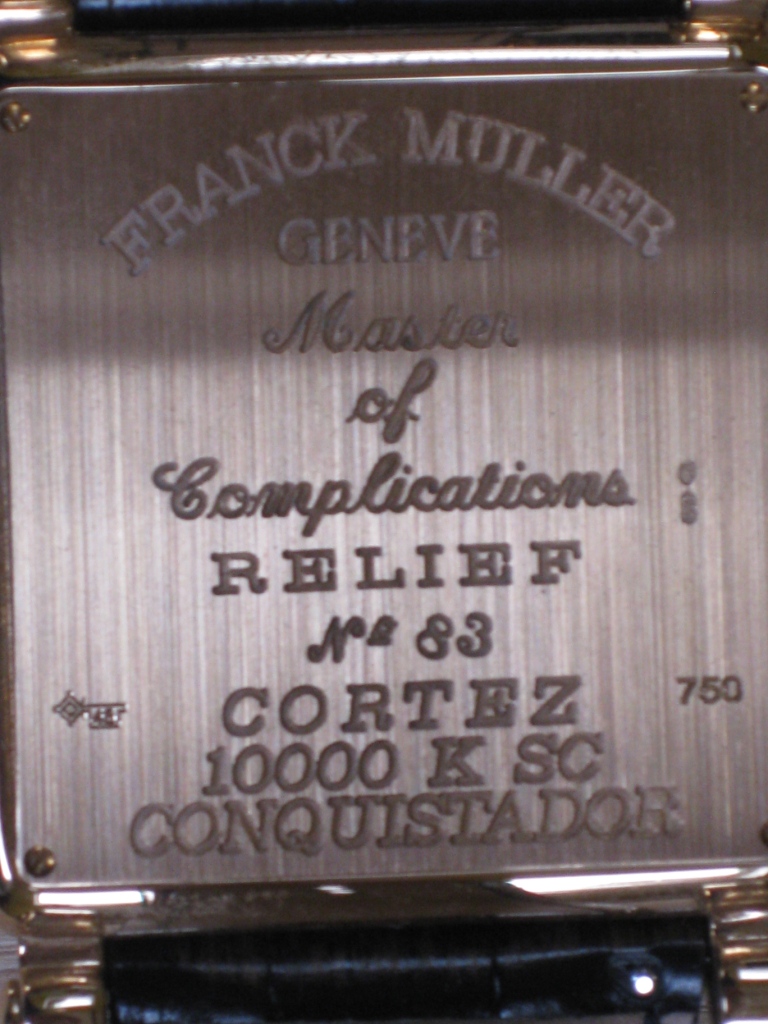 FRANCK MULLER
GENEVE
Master
of
Complications
RELIEF
Nº 83
CORTEZ
750
10000 K SC
CONQUISTADOR